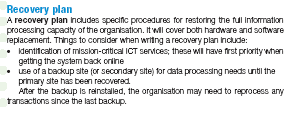 Recovery plan
A recovery plan includes specific procedures for restoring the full information
processing capacity of the organisation. It will cover both hardware and software
replacement. Things to consider when writing a recovery plan include:
• identification of mission-critical ICT services; these will have first priority when
getting the system back online
• use of a backup site (or secondary site) for data processing needs until the
primary site has been recovered.
After the backup is reinstalled, the organisation may need to reprocess any
transactions since the last backup.